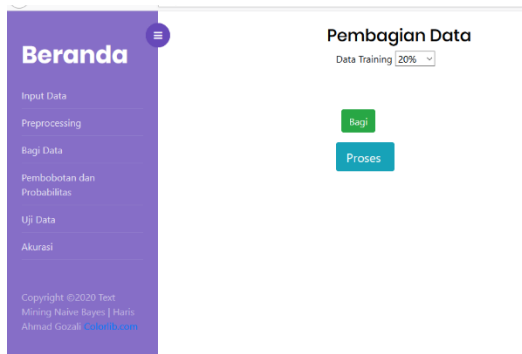 Beranda
Input Data
Preprocessing
Bagi Data
Pembobotan dan
Probabilitas
Uji Data
Akurasi
Copyright ©2020 Text
Mining Naive Bayes | Haris
Ahmad Gozali Colorlib.com
Pembagian Data
Data Training 20%
Bagi
Proses